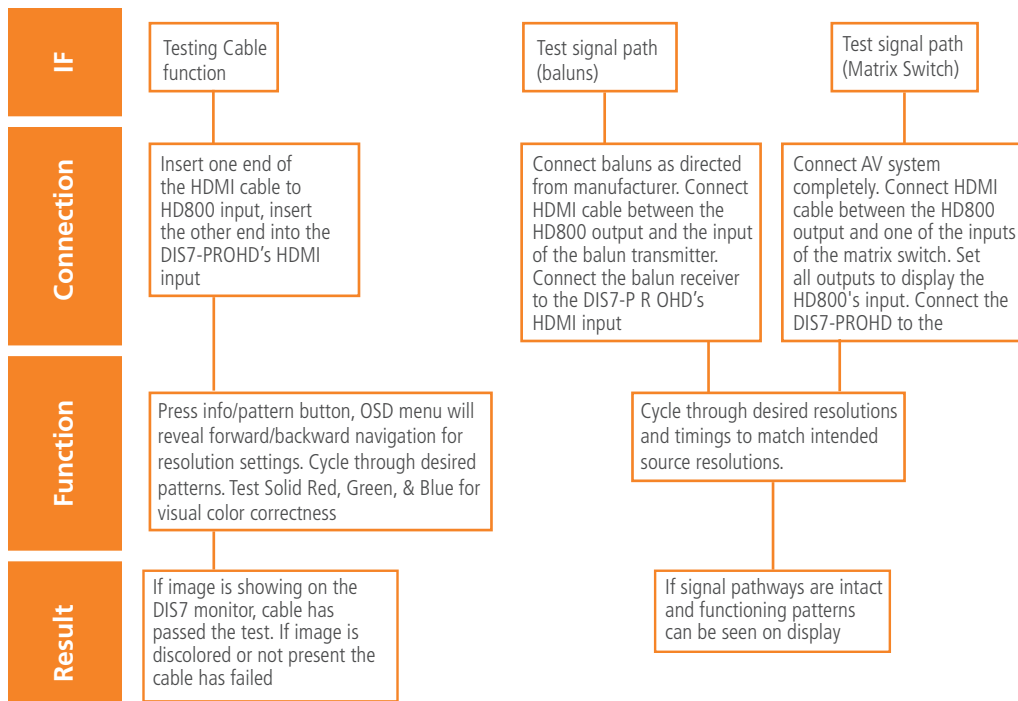 IF
Testing Cable
function
Test signal path
(baluns)
Test signal path
(Matrix Switch)
Connection
Insert one end of
the HDMI cable to
HD800 input, insert
the other end into the
DIS7-PROHD’s HDMI
input
Connect baluns as directed
from manufacturer. Connect
HDMI cable between the
HD800 output and the input
of the balun transmitter.
Connect the balun receiver
to the DIS7-P R OHD’s
HDMI input
Connect AV system
completely. Connect HDMI
cable between the HD800
output and one of the inputs
of the matrix switch. Set
all outputs to display the
HD800's input. Connect the
DIS7-PROHD to the
Function
Press info/pattern button, OSD menu will
reveal forward/backward navigation for
resolution settings. Cycle through desired
patterns. Test Solid Red, Green, & Blue for
visual color correctness
Cycle through desired resolutions
and timings to match intended
source resolutions.
Result
If image is showing on the
DIS7 monitor, cable has
passed the test. If image is
discolored or not present the
cable has failed
If signal pathways are intact
and functioning patterns
can be seen on display